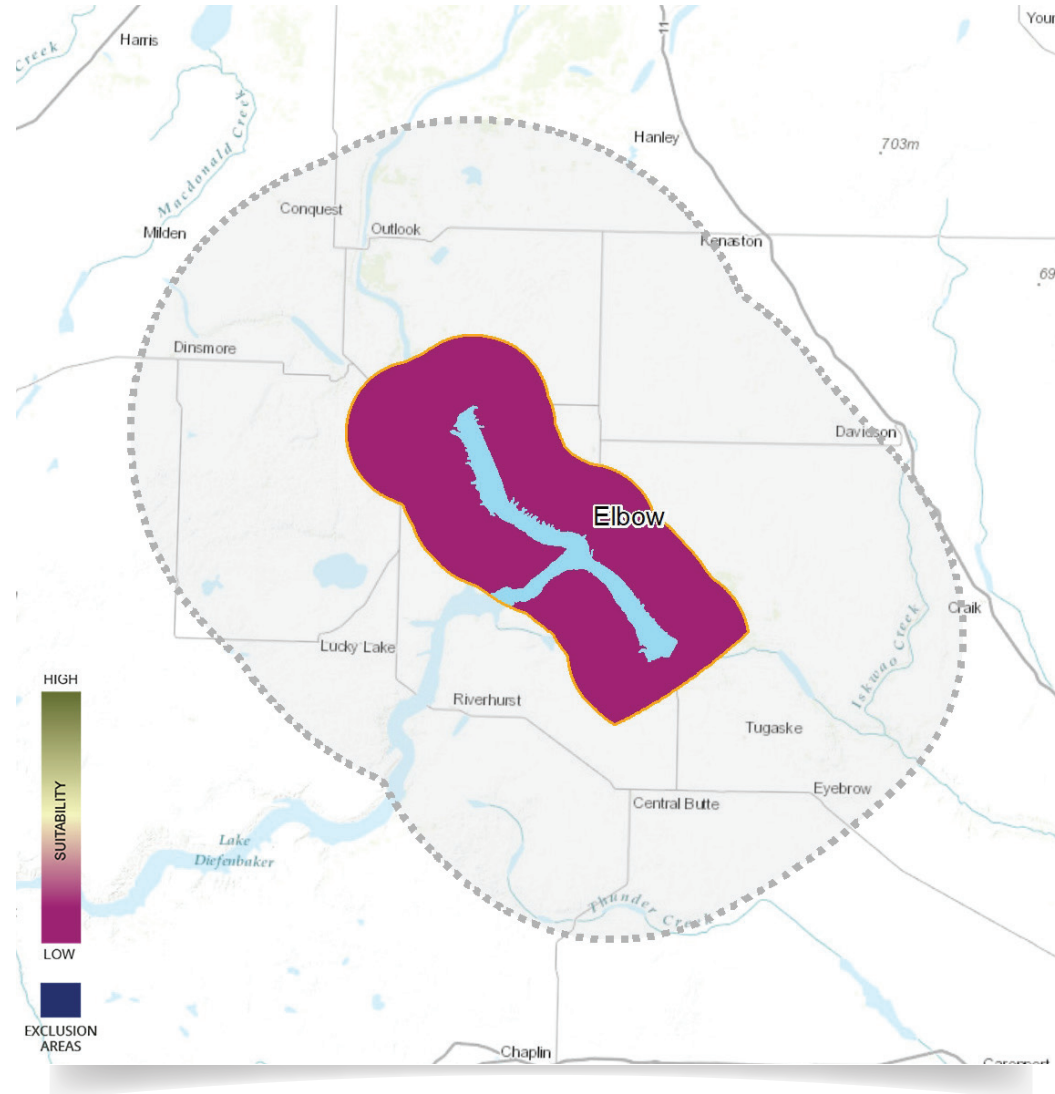 Harris
11
Your
Creek
Macdonald Creek
Hanley
703m
Conquest
Milden
Outlook
Kenaston
69
Dinsmore
Davidson
Elbow
Craik
Iskwao Creek
Lucky Lake
HIGH
Riverhurst
Tugaske
SUITABILITY
Eyebrow
Central Butte
Lake
Diefenbaker
Thunder Creek
LOW
EXCLUSION
AREAS
Chaplin